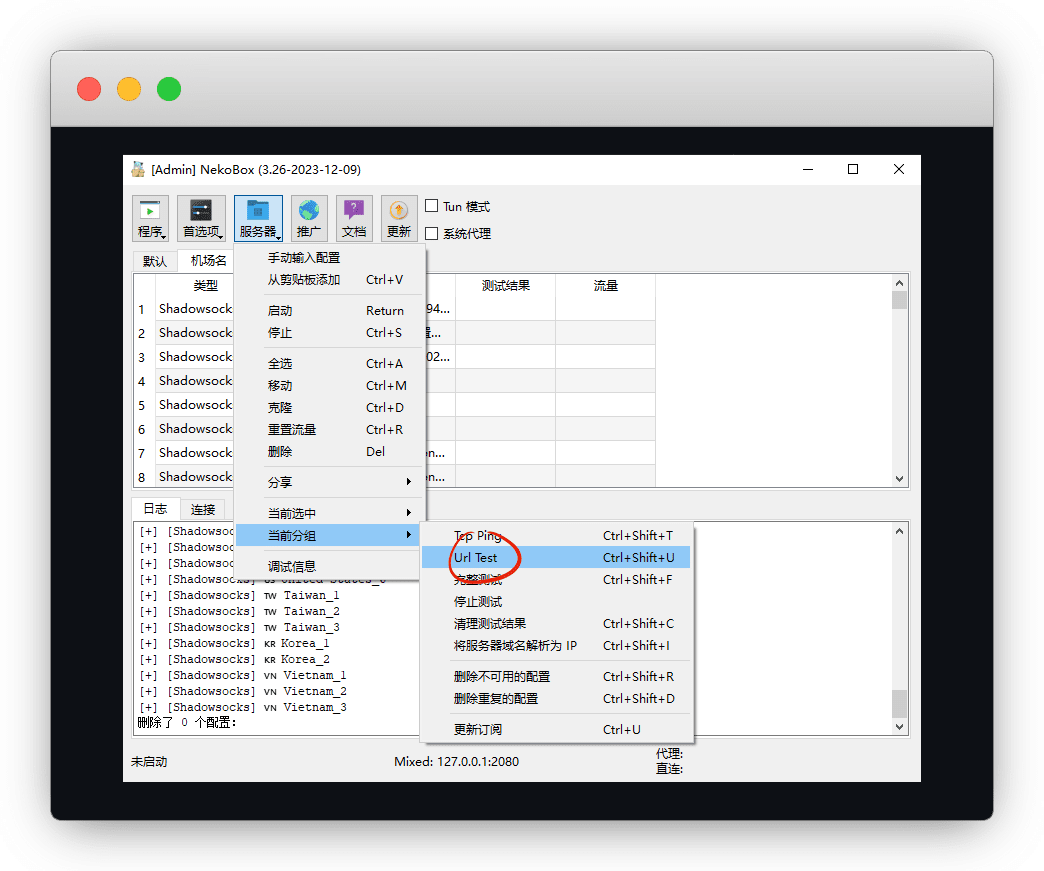 [Admin] NekoBox (3.26-2023-12-09)
程序 首选项 服务器 推广 文档 更新
Tun 模式
系统代理
默认 机场名
类型 测试结果 流量
1 Shadowsocks 94...
2 Shadowsocks 置...
3 Shadowsocks 02...
4 Shadowsocks
5 Shadowsocks
6 Shadowsocks
7 Shadowsocks en...
8 Shadowsocks en...
手动输入配置
从剪贴板添加 Ctrl+V
启动 Return
停止 Ctrl+S
全选 Ctrl+A
移动 Ctrl+M
克隆 Ctrl+D
重置流量 Ctrl+R
删除 Del
分享
当前选中
当前分组
调试信息
Tcp Ping Ctrl+Shift+T
Url Test Ctrl+Shift+U
完整测试 Ctrl+Shift+F
停止测试
清理测试结果 Ctrl+Shift+C
将服务器域名解析为 IP Ctrl+Shift+I
删除不可用的配置 Ctrl+Shift+R
删除重复的配置 Ctrl+Shift+D
更新订阅 Ctrl+U
日志 连接
[+] [Shadowsoc
[+] [Shadowsoc
[+] [Shadowsoc
[+] [Shadowsocks] US United States_6
[+] [Shadowsocks] TW Taiwan_1
[+] [Shadowsocks] TW Taiwan_2
[+] [Shadowsocks] TW Taiwan_3
[+] [Shadowsocks] KR Korea_1
[+] [Shadowsocks] KR Korea_2
[+] [Shadowsocks] VN Vietnam_1
[+] [Shadowsocks] VN Vietnam_2
[+] [Shadowsocks] VN Vietnam_3
删除了 0 个配置:
未启动
Mixed: 127.0.0.1:2080
代理:
直连: